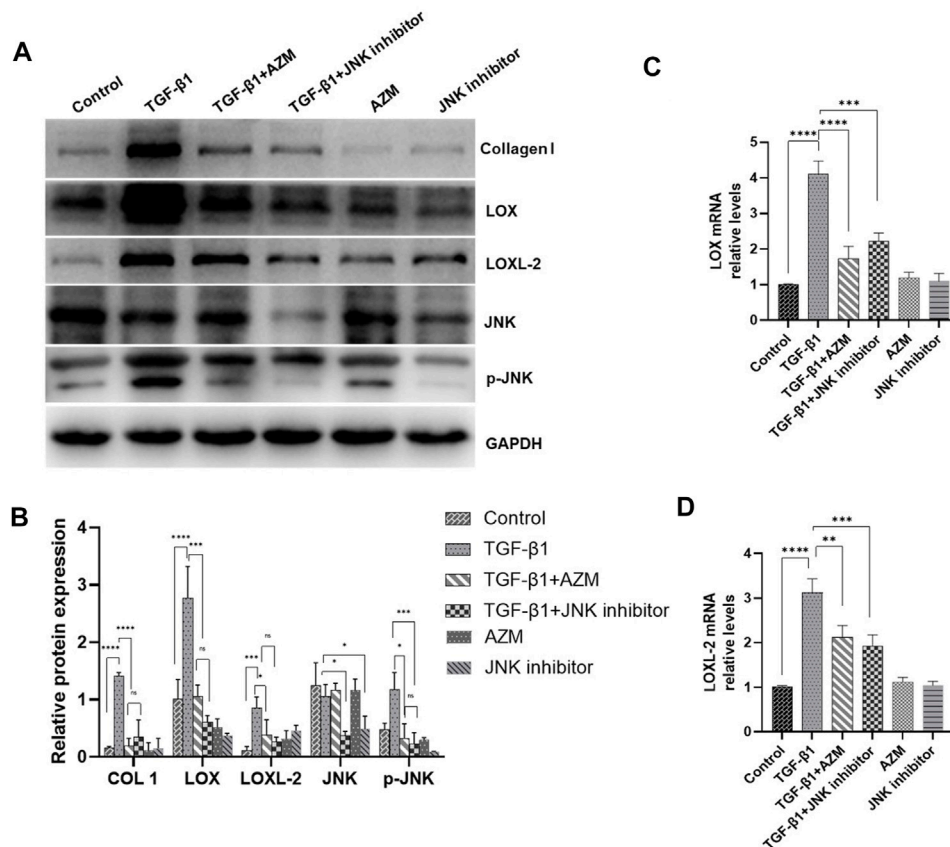 A
Control
TGF-β1
TGF-β1+AZM
TGF-β1+JNK inhibitor
AZM
JNK inhibitor
Collagen I
LOX
LOXL-2
JNK
p-JNK
GAPDH
B
Relative protein expression
4
3
2
1
0
**** ****
**** *** ns
*** * ns
* *
*** * ns
COL 1 LOX LOXL-2 JNK p-JNK
Control
TGF-β1
TGF-β1+AZM
TGF-β1+JNK inhibitor
AZM
JNK inhibitor
C
LOX mRNA
relative levels
5
4
3
2
1
0
***
**** ****
Control
TGF-β1
TGF-β1+AZM
TGF-β1+JNK inhibitor
AZM
JNK inhibitor
D
LOXL-2 mRNA
relative levels
4
3
2
1
0
***
**** **
Control
TGF-β1
TGF-β1+AZM
TGF-β1+JNK inhibitor
AZM
JNK inhibitor